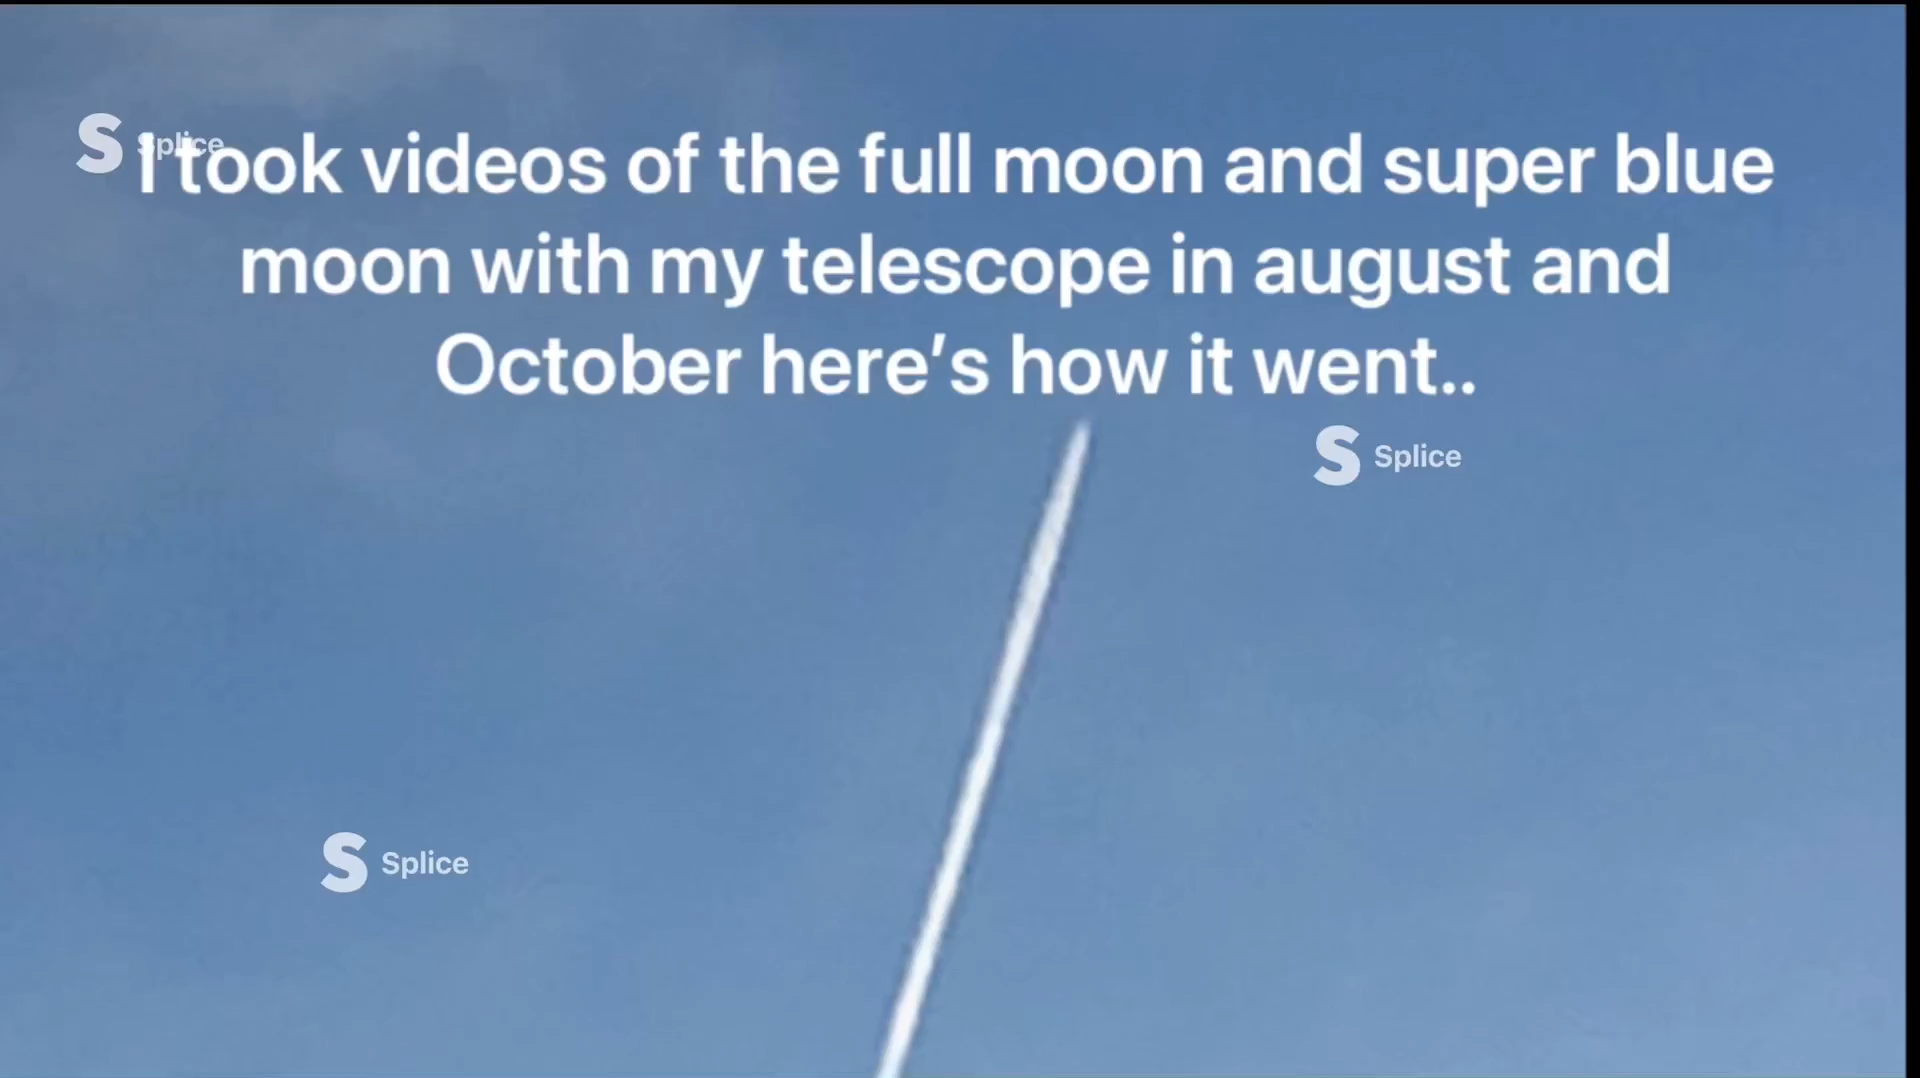 Splice
I took videos of the full moon and super blue
moon with my telescope in august and
October here's how it went..
S Splice
S Splice